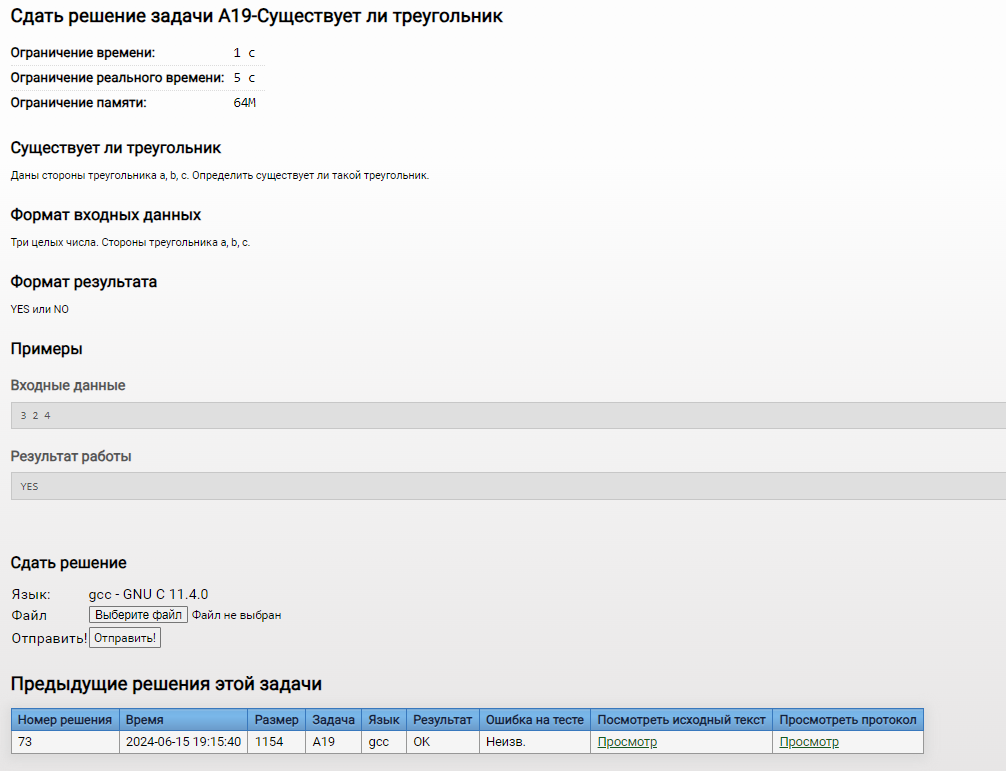 Сдать решение задачи A19-Существует ли треугольник
Ограничение времени: 1 с
Ограничение реального времени: 5 с
Ограничение памяти: 64M
Существует ли треугольник
Даны стороны треугольника a, b, c. Определить существует ли такой треугольник.
Формат входных данных
Три целых числа. Стороны треугольника a, b, c.
Формат результата
YES или NO
Примеры
Входные данные
3 2 4
Результат работы
YES
Сдать решение
Язык: gcc - GNU C 11.4.0
Файл Выберите файл Файл не выбран
Отправить! Отправить!
Предыдущие решения этой задачи
Номер решения Время Размер Задача Язык Результат Ошибка на тесте Посмотреть исходный текст Просмотреть протокол
73 2024-06-15 19:15:40 1154 A19 gcc OK Неизв. Просмотр Просмотр